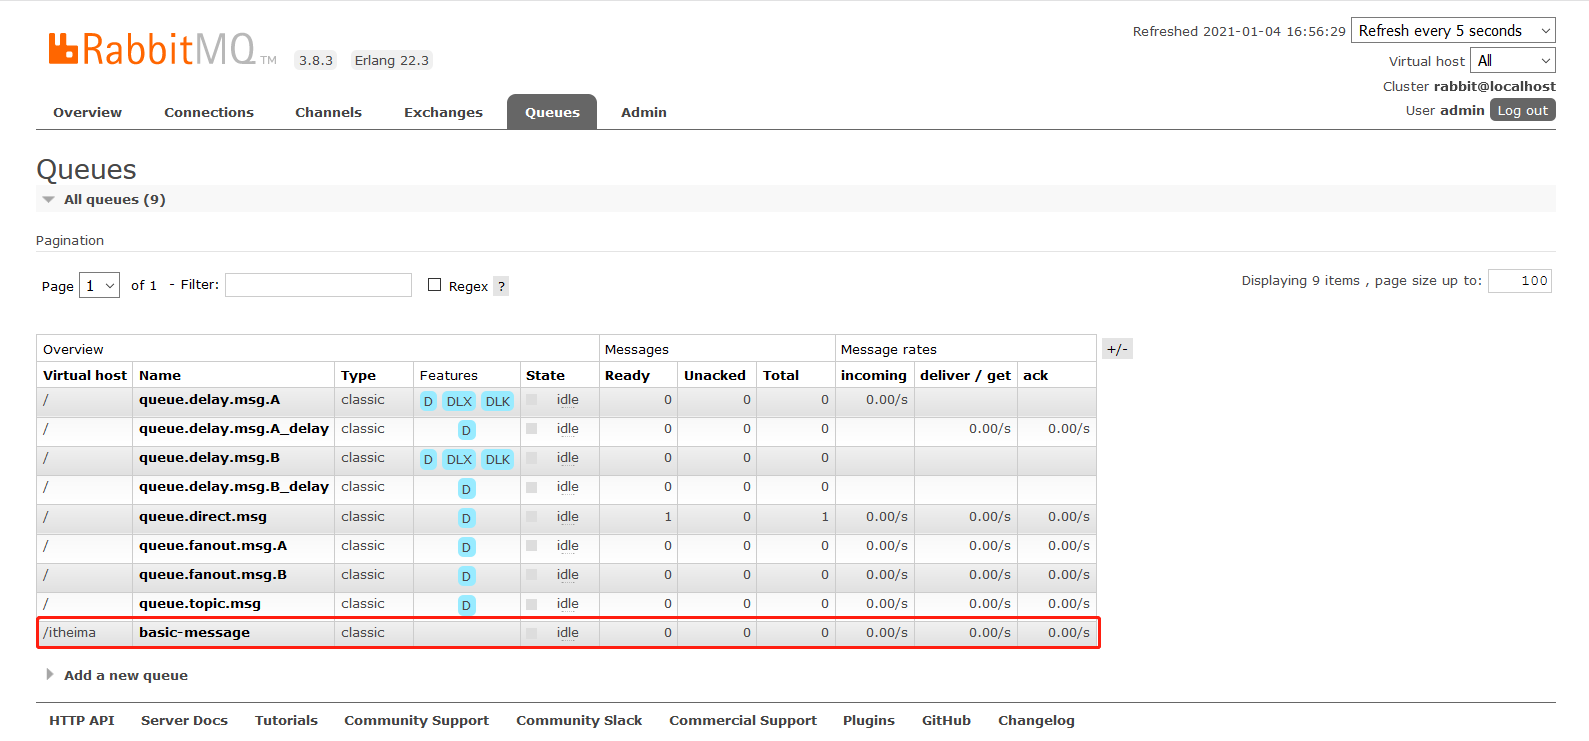 RabbitMQ TM 3.8.3 Erlang 22.3
Refreshed 2021-01-04 16:56:29 Refresh every 5 seconds
Virtual host All
Cluster rabbit@localhost
User admin Log out
Overview Connections Channels Exchanges Queues Admin
Queues
All queues (9)
Pagination
Page 1 of 1 - Filter: Regex ? Displaying 9 items , page size up to: 100
Overview Messages Message rates +/-
Virtual host Name Type Features State Ready Unacked Total incoming deliver / get ack
/ queue.delay.msg.A classic D DLX DLK idle 0 0 0 0.00/s
/ queue.delay.msg.A_delay classic D idle 0 0 0 0.00/s 0.00/s
/ queue.delay.msg.B classic D DLX DLK idle 0 0 0
/ queue.delay.msg.B_delay classic D idle 0 0 0
/ queue.direct.msg classic D idle 1 0 1 0.00/s 0.00/s 0.00/s
/ queue.fanout.msg.A classic D idle 0 0 0 0.00/s 0.00/s 0.00/s
/ queue.fanout.msg.B classic D idle 0 0 0 0.00/s 0.00/s 0.00/s
/ queue.topic.msg classic D idle 0 0 0 0.00/s 0.00/s 0.00/s
/itheima basic-message classic idle 0 0 0 0.00/s 0.00/s 0.00/s
Add a new queue
HTTP API Server Docs Tutorials Community Support Community Slack Commercial Support Plugins GitHub Changelog